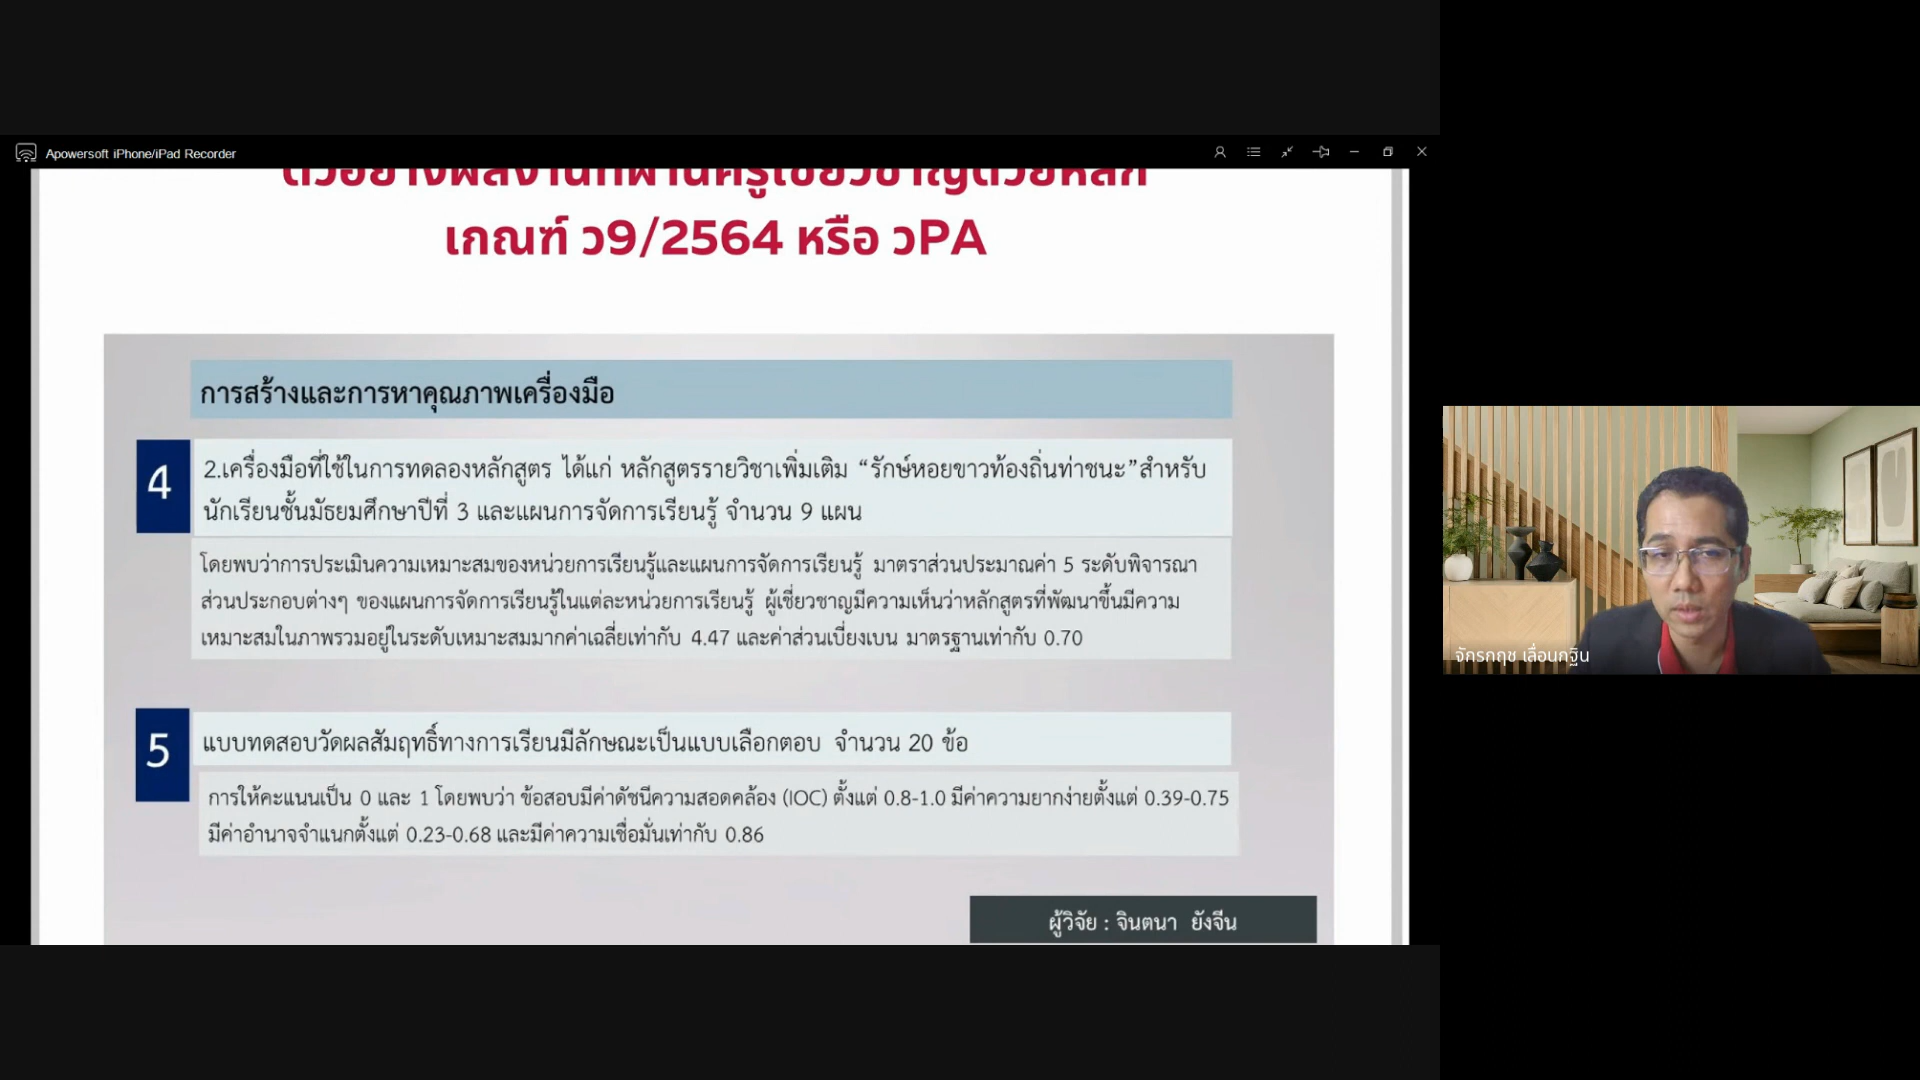 Apowersoft iPhone/iPad Recorder
ตัวอย่างผลงานที่ผ่านครูเชี่ยวชาญด้วยหลัก
เกณฑ์ ว9/2564 หรือ วPA
การสร้างและการหาคุณภาพเครื่องมือ
4
2.เครื่องมือที่ใช้ในการทดลองหลักสูตร ได้แก่ หลักสูตรรายวิชาเพิ่มเติม “รักษ์หอยขาวท้องถิ่นท่าชนะ”สำหรับ
นักเรียนชั้นมัธยมศึกษาปีที่ 3 และแผนการจัดการเรียนรู้ จำนวน 9 แผน
โดยพบว่าการประเมินความเหมาะสมของหน่วยการเรียนรู้และแผนการจัดการเรียนรู้ มาตราส่วนประมาณค่า 5 ระดับพิจารณา
ส่วนประกอบต่างๆ ของแผนการจัดการเรียนรู้ในแต่ละหน่วยการเรียนรู้ ผู้เชี่ยวชาญมีความเห็นว่าหลักสูตรที่พัฒนาขึ้นมีความ
เหมาะสมในภาพรวมอยู่ในระดับเหมาะสมมากค่าเฉลี่ยเท่ากับ 4.47 และค่าส่วนเบี่ยงเบน มาตรฐานเท่ากับ 0.70
5
แบบทดสอบวัดผลสัมฤทธิ์ทางการเรียนมีลักษณะเป็นแบบเลือกตอบ จำนวน 20 ข้อ
การให้คะแนนเป็น 0 และ 1 โดยพบว่า ข้อสอบมีค่าดัชนีความสอดคล้อง (IOC) ตั้งแต่ 0.8-1.0 มีค่าความยากง่ายตั้งแต่ 0.39-0.75
มีค่าอำนาจจำแนกตั้งแต่ 0.23-0.68 และมีค่าความเชื่อมั่นเท่ากับ 0.86
ผู้วิจัย : จินตนา ยังจีน
จักรกฤช เลื่อนกฐิน